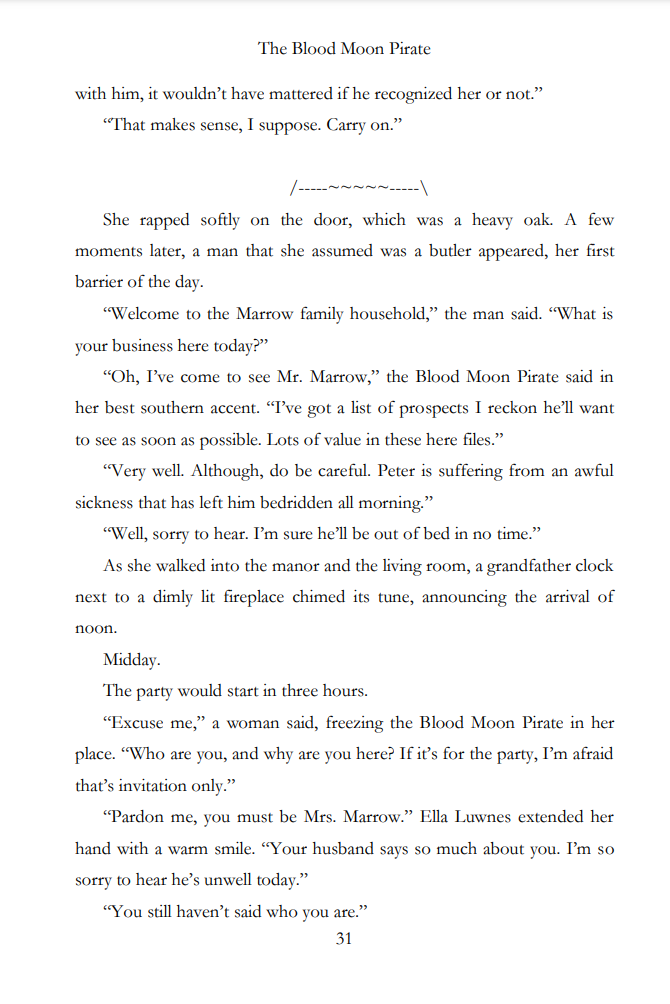 The Blood Moon Pirate
with him, it wouldn’t have mattered if he recognized her or not.”
“That makes sense, I suppose. Carry on.”
/-----~~~~~-----\
She rapped softly on the door, which was a heavy oak. A few
moments later, a man that she assumed was a butler appeared, her first
barrier of the day.
“Welcome to the Marrow family household,” the man said. “What is
your business here today?”
“Oh, I’ve come to see Mr. Marrow,” the Blood Moon Pirate said in
her best southern accent. “I’ve got a list of prospects I reckon he’ll want
to see as soon as possible. Lots of value in these here files.”
“Very well. Although, do be careful. Peter is suffering from an awful
sickness that has left him bedridden all morning.”
“Well, sorry to hear. I’m sure he’ll be out of bed in no time.”
As she walked into the manor and the living room, a grandfather clock
next to a dimly lit fireplace chimed its tune, announcing the arrival of
noon.
Midday.
The party would start in three hours.
“Excuse me,” a woman said, freezing the Blood Moon Pirate in her
place. “Who are you, and why are you here? If it’s for the party, I’m afraid
that’s invitation only.”
“Pardon me, you must be Mrs. Marrow.” Ella Luwnes extended her
hand with a warm smile. “Your husband says so much about you. I’m so
sorry to hear he’s unwell today.”
“You still haven’t said who you are.”
31